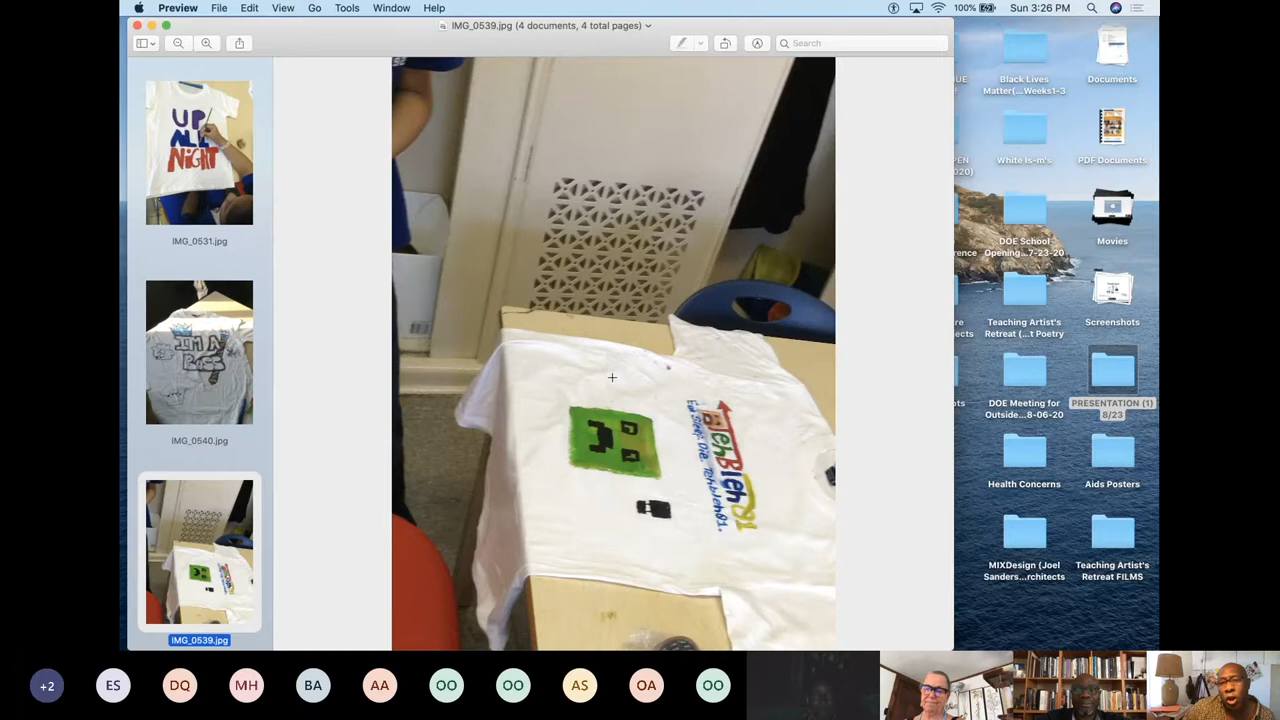 Preview File Edit View Go Tools Window Help
100% Sun 3:26 PM
IMG_0539.jpg (4 documents, 4 total pages)
Search
UP
ALL
NIGHT
IMG_0531.jpg
I'M A
Boss
IMG_0540.jpg
IMG_0539.jpg
BlehBleh01
Black Lives
Matter(...Weeks1-3
Documents
White Is-m's
PDF Documents
DOE School
Opening...7-23-20
Movies
Teaching Artist's
Retreat (...t Poetry
Screenshots
DOE Meeting for
Outside...8-06-20
PRESENTATION (1)
8/23
Health Concerns
Aids Posters
MIXDesign (Joel
Sanders...rchitects
Teaching Artist's
Retreat FILMS
+2 ES DQ MH BA AA OO OO AS OA OO